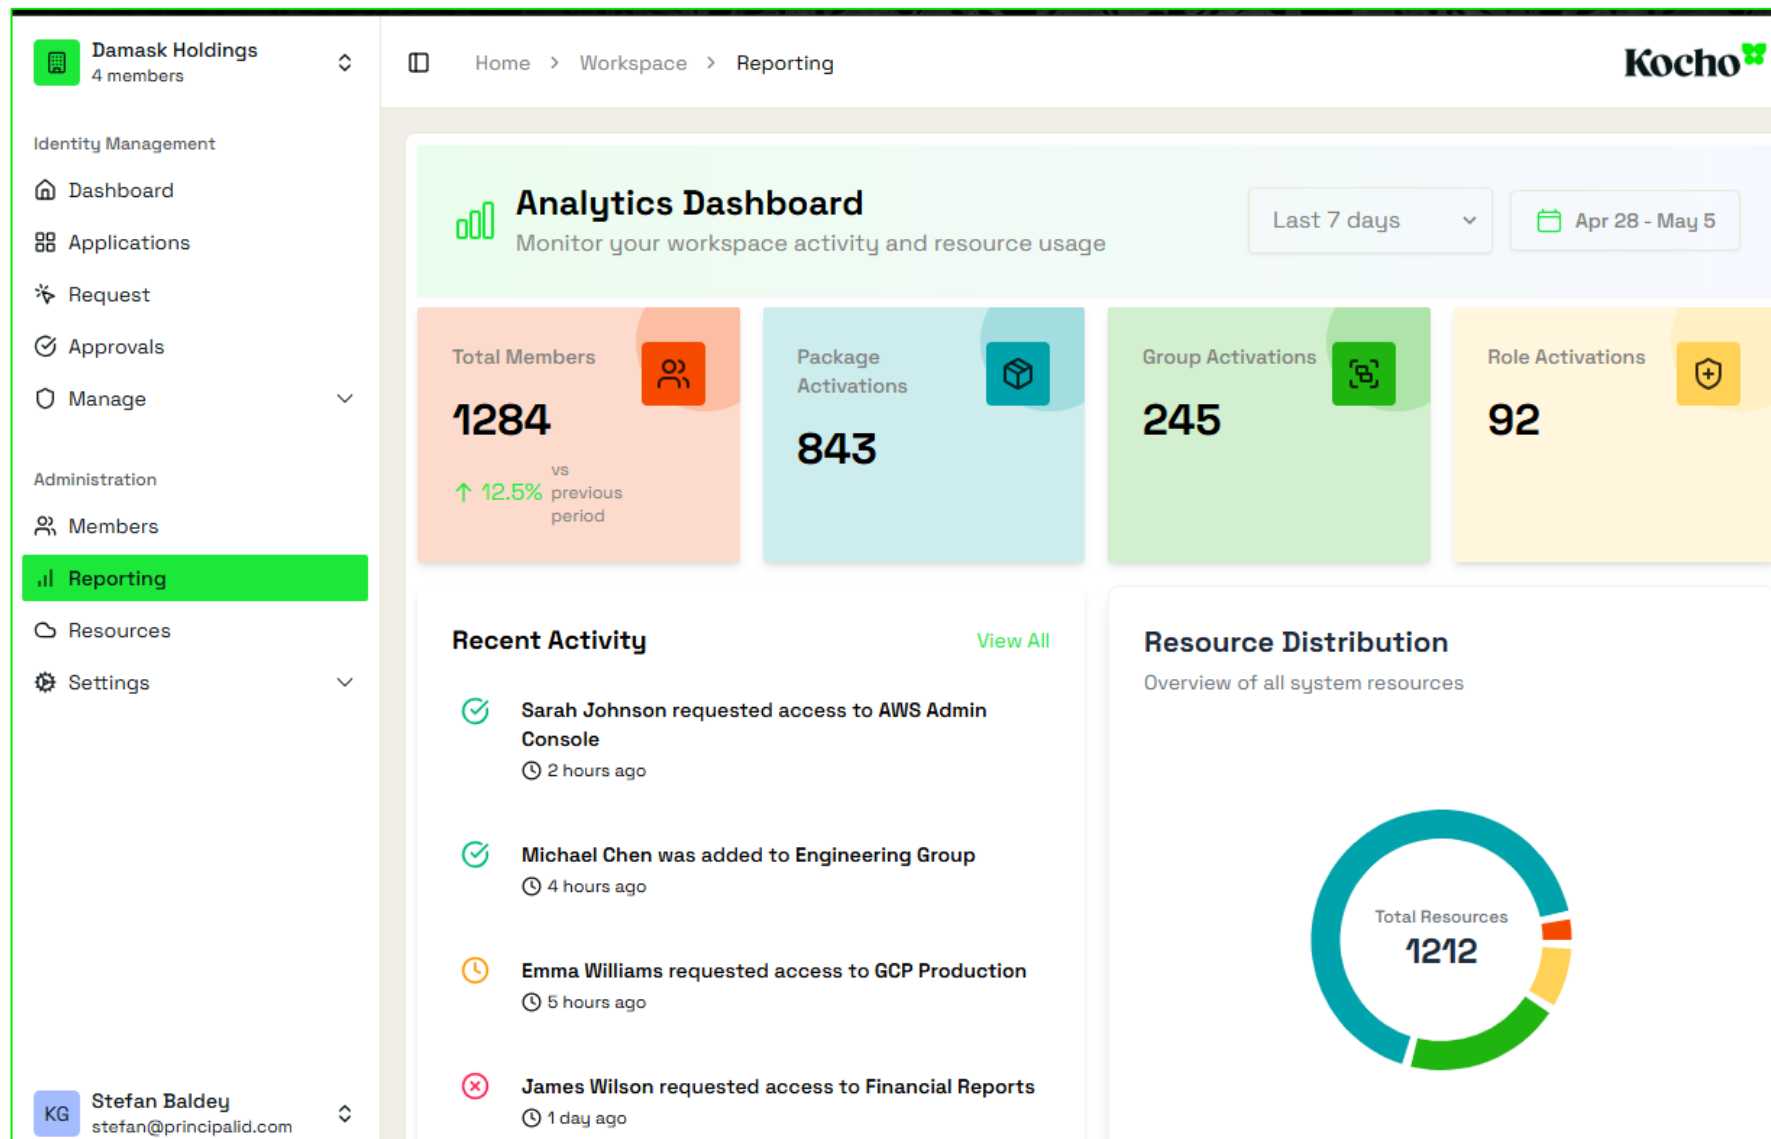 Damask Holdings
4 members
Identity Management
Dashboard
Applications
Request
Approvals
Manage
Administration
Members
Reporting
Resources
Settings
KG
Stefan Baldey
stefan@principalid.com
Home > Workspace > Reporting
Kocho
Analytics Dashboard
Monitor your workspace activity and resource usage
Last 7 days
Apr 28 - May 5
Total Members
1284
↑ 12.5%
vs
previous
period
Package
Activations
843
Group Activations
245
Role Activations
92
Recent Activity
View All
Sarah Johnson requested access to AWS Admin
Console
2 hours ago
Michael Chen was added to Engineering Group
4 hours ago
Emma Williams requested access to GCP Production
5 hours ago
James Wilson requested access to Financial Reports
1 day ago
Resource Distribution
Overview of all system resources
Total Resources
1212